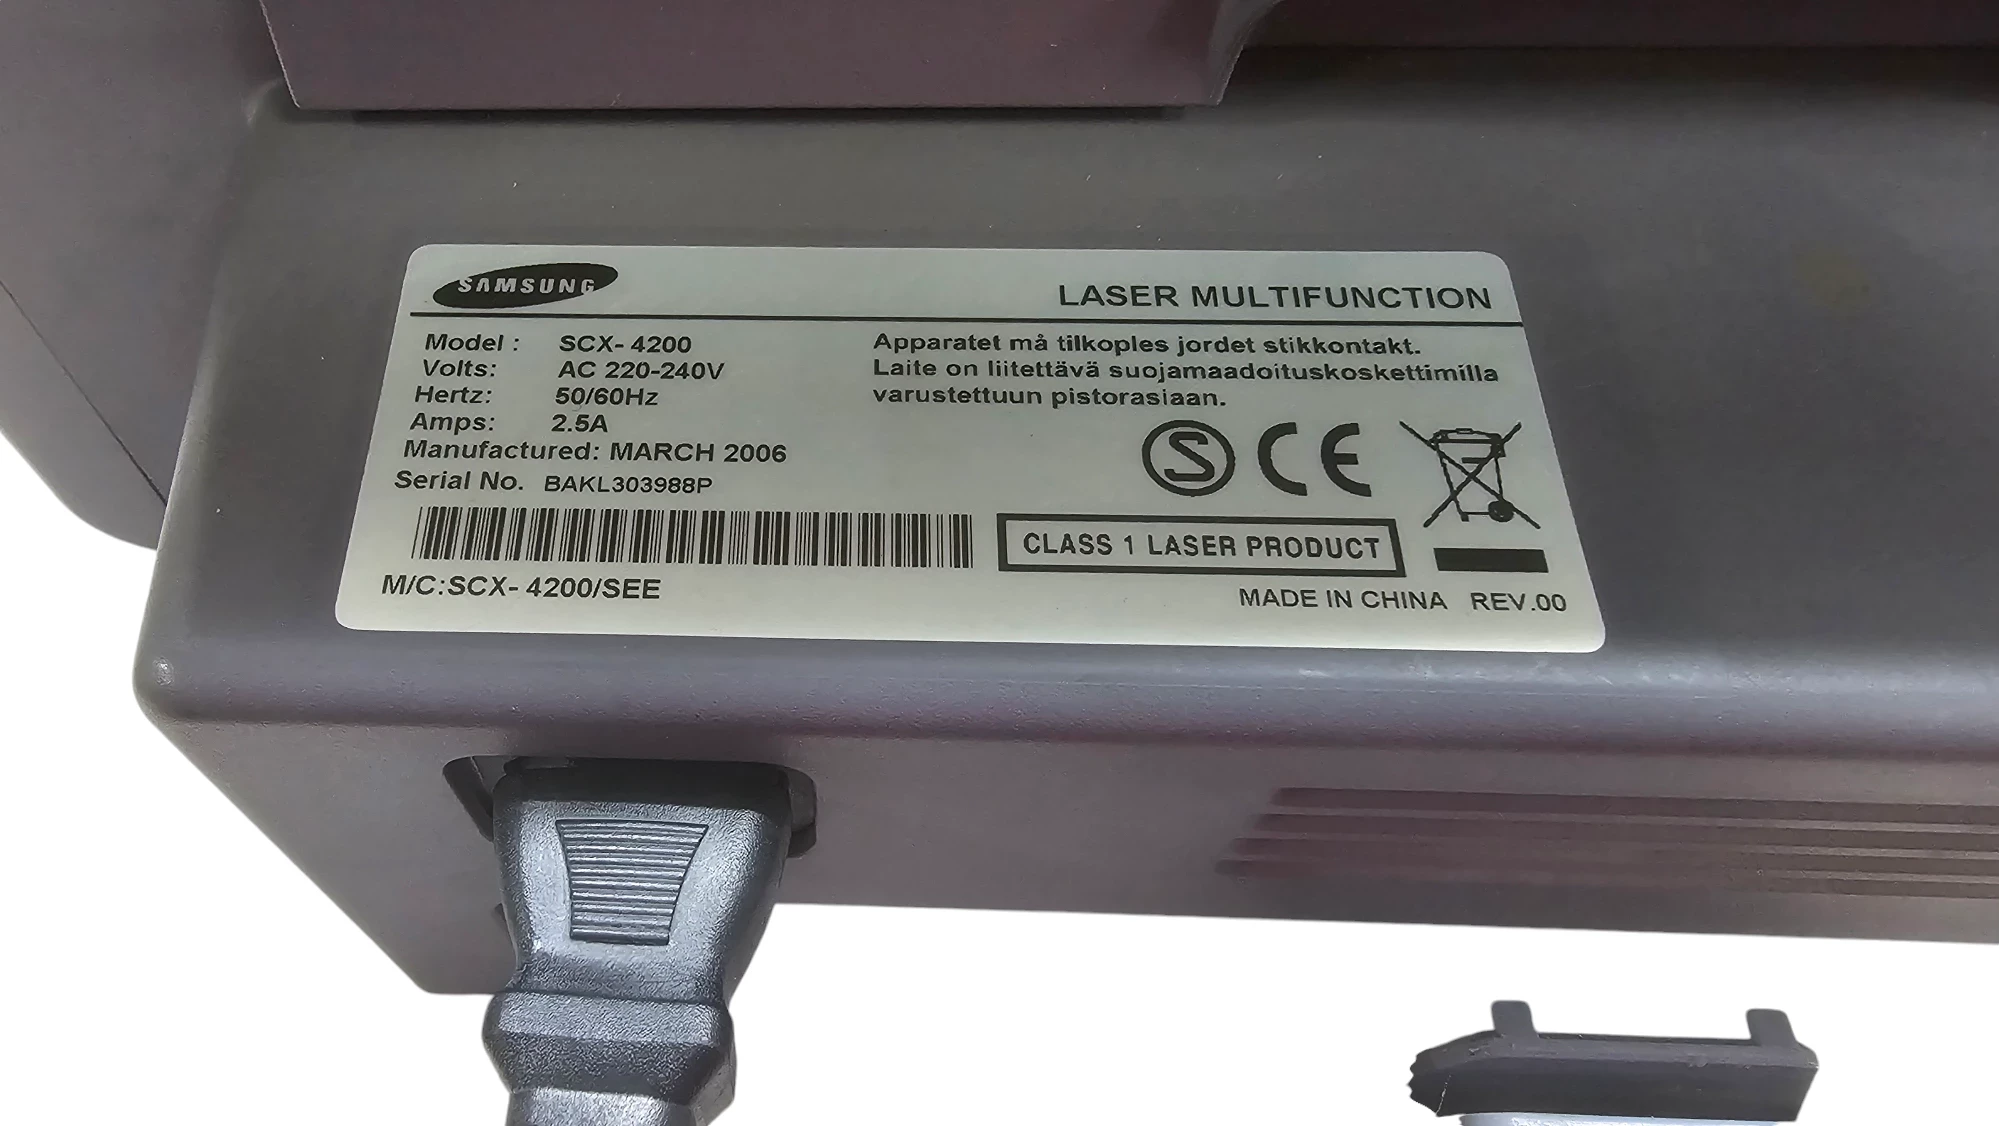 SAMSUNG
LASER MULTIFUNCTION
Model : SCX- 4200
Volts: AC 220-240V
Hertz: 50/60Hz
Amps: 2.5A
Manufactured: MARCH 2006
Serial No. BAKL303988P
M/C:SCX- 4200/SEE
Apparatet må tilkoples jordet stikkontakt.
Laite on liitettävä suojamaadoituskoskettimilla
varustettuun pistorasiaan.
S CE
CLASS 1 LASER PRODUCT
MADE IN CHINA REV.00